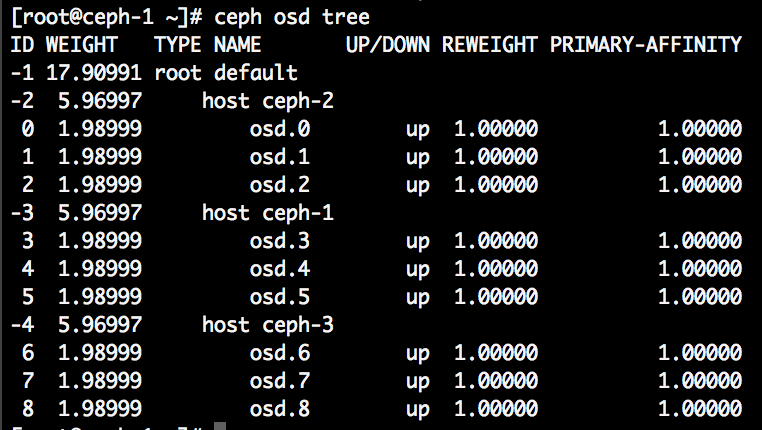 [root@ceph-1 ~]# ceph osd tree
ID WEIGHT   TYPE NAME       UP/DOWN REWEIGHT PRIMARY-AFFINITY
-1 17.90991 root default
-2  5.96997     host ceph-2
 0  1.98999         osd.0        up  1.00000          1.00000
 1  1.98999         osd.1        up  1.00000          1.00000
 2  1.98999         osd.2        up  1.00000          1.00000
-3  5.96997     host ceph-1
 3  1.98999         osd.3        up  1.00000          1.00000
 4  1.98999         osd.4        up  1.00000          1.00000
 5  1.98999         osd.5        up  1.00000          1.00000
-4  5.96997     host ceph-3
 6  1.98999         osd.6        up  1.00000          1.00000
 7  1.98999         osd.7        up  1.00000          1.00000
 8  1.98999         osd.8        up  1.00000          1.00000